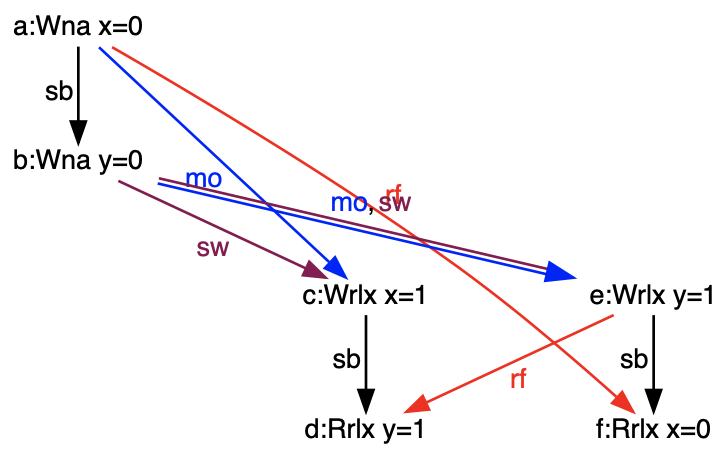 a:Wna x=0
sb
b:Wna y=0
mo
rf
mo, sw
sw
c:Wrlx x=1
e:Wrlx y=1
sb
sb
rf
d:Rrlx y=1
f:Rrlx x=0